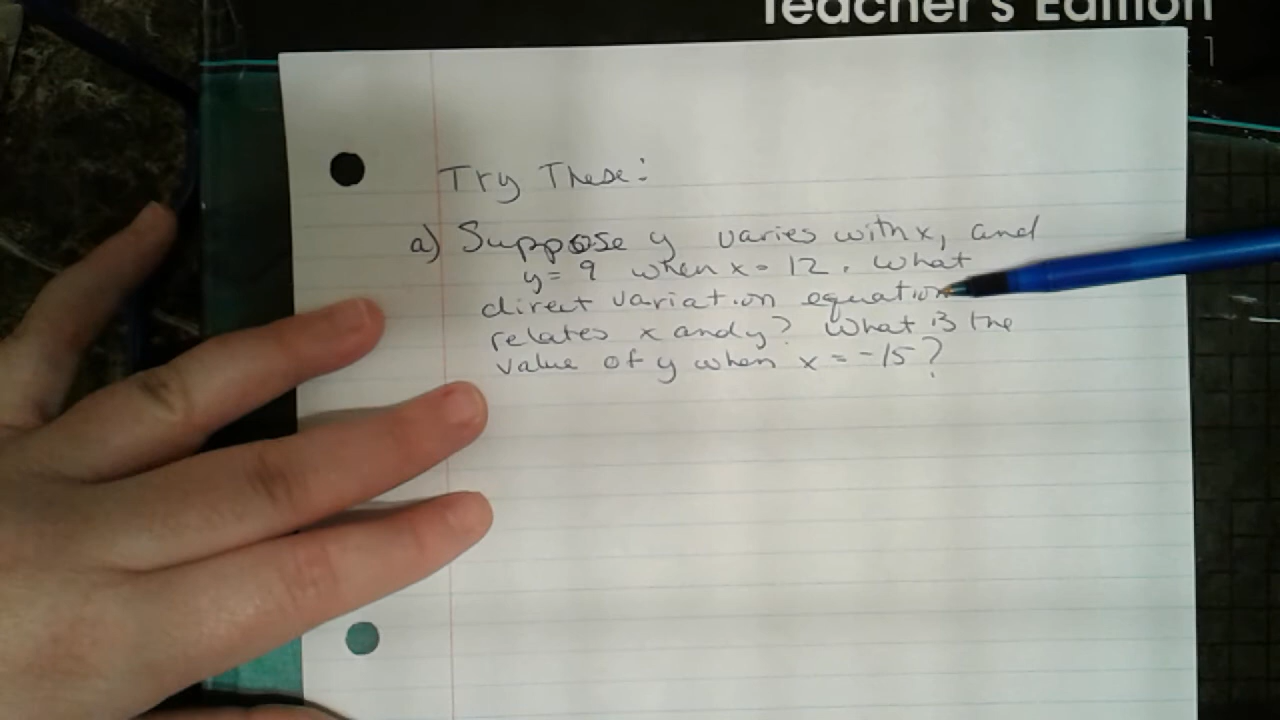 Teacher's Edition
1
Try These:
a) Suppose y varies with x, and
y = 9 when x = 12. What
direct variation equation
relates x and y? What is the
value of y when x = -15?